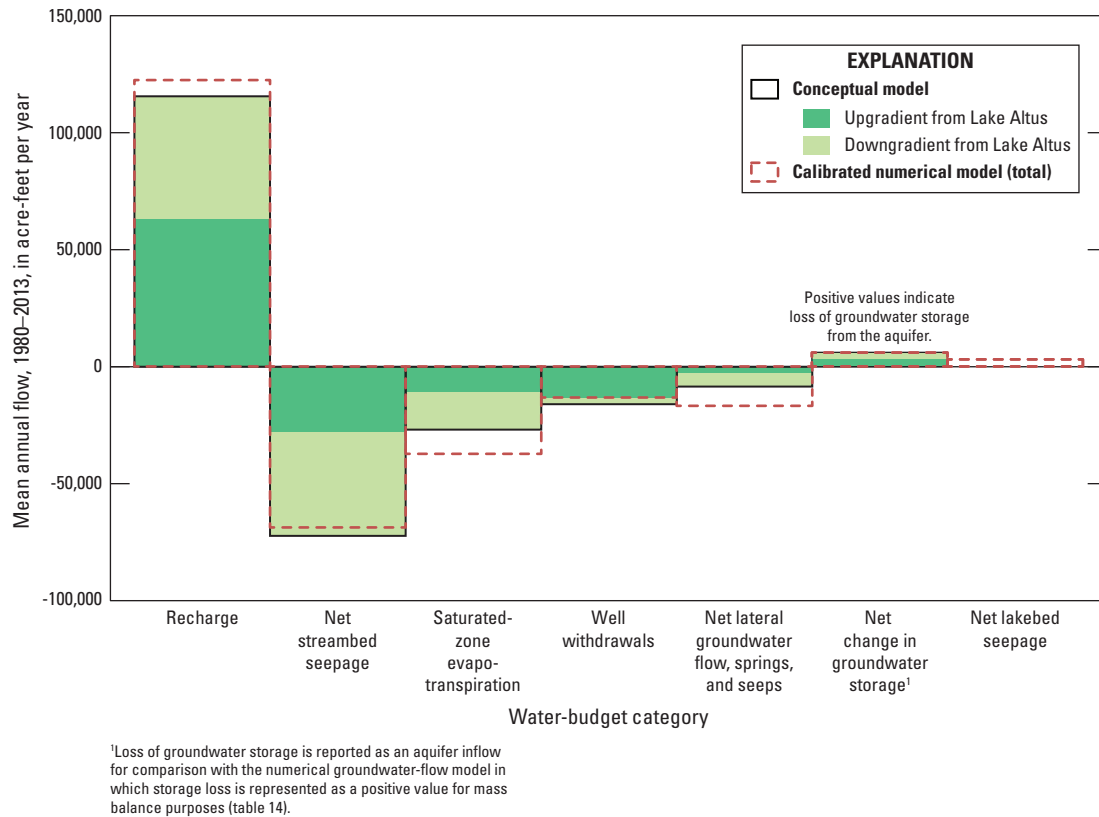 150,000
100,000
50,000
0
-50,000
-100,000
Mean annual flow, 1980–2013, in acre-feet per year
EXPLANATION
Conceptual model
Upgradient from Lake Altus
Downgradient from Lake Altus
Calibrated numerical model (total)
Positive values indicate
loss of groundwater storage
from the aquifer.
Recharge
Net
streambed
seepage
Saturated-
zone
evapo-
transpiration
Well
withdrawals
Net lateral
groundwater
flow, springs,
and seeps
Net
change in
groundwater
storage¹
Net lakebed
seepage
Water-budget category
¹Loss of groundwater storage is reported as an aquifer inflow
for comparison with the numerical groundwater-flow model in
which storage loss is represented as a positive value for mass
balance purposes (table 14).